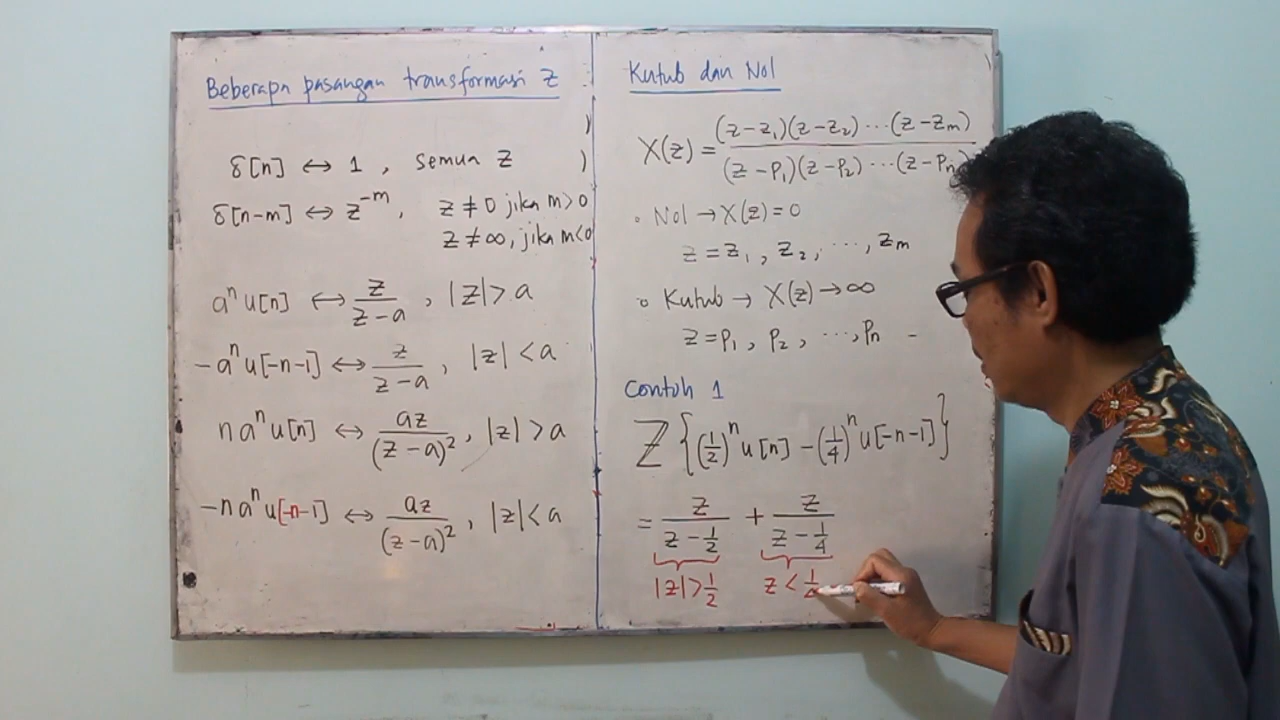 Beberapa pasangan transformasi Z
δ[n] ↔ 1 , semua Z
δ[n-m] ↔ z^-m , z ≠ 0 jika m > 0
z ≠ ∞, jika m < 0
a^n u[n] ↔ z/(z-a) , |z| > a
-a^n u[-n-1] ↔ z/(z-a) , |z| < a
n a^n u[n] ↔ az/(z-a)^2 , |z| > a
-n a^n u[-n-1] ↔ az/(z-a)^2 , |z| < a
Kutub dan Nol
X(z) = (z-z₁)(z-z₂)...(z-zm) / (z-p₁)(z-p₂)...(z-pn)
Nol → X(z) = 0
z = z₁, z₂, ..., zm
Kutub → X(z) → ∞
z = p₁, p₂, ..., pn
Contoh 1
Z {(1/2)^n u[n] - (1/4)^n u[-n-1]}
= z/(z - 1/2) + z/(z - 1/4)
|z| > 1/2 z < 1/4